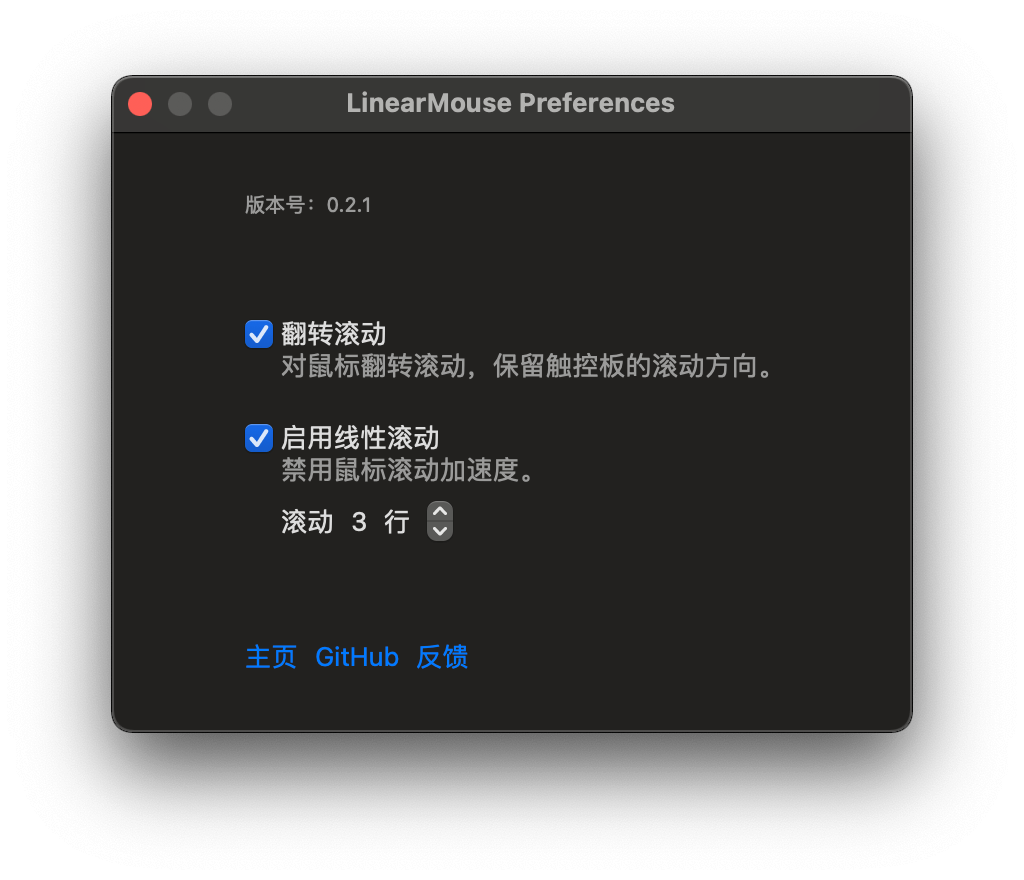 LinearMouse Preferences
版本号：0.2.1
翻转滚动
对鼠标翻转滚动，保留触控板的滚动方向。
启用线性滚动
禁用鼠标滚动加速度。
滚动 3 行
主页 GitHub 反馈